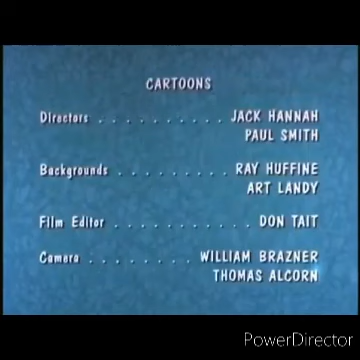 CARTOONS
Directors . . . . . . . . . . JACK HANNAH
PAUL SMITH
Backgrounds . . . . . . . . . RAY HUFFINE
ART LANDY
Film Editor . . . . . . . . . . . DON TAIT
Camera . . . . . . . . WILLIAM BRAZNER
THOMAS ALCORN
PowerDirector